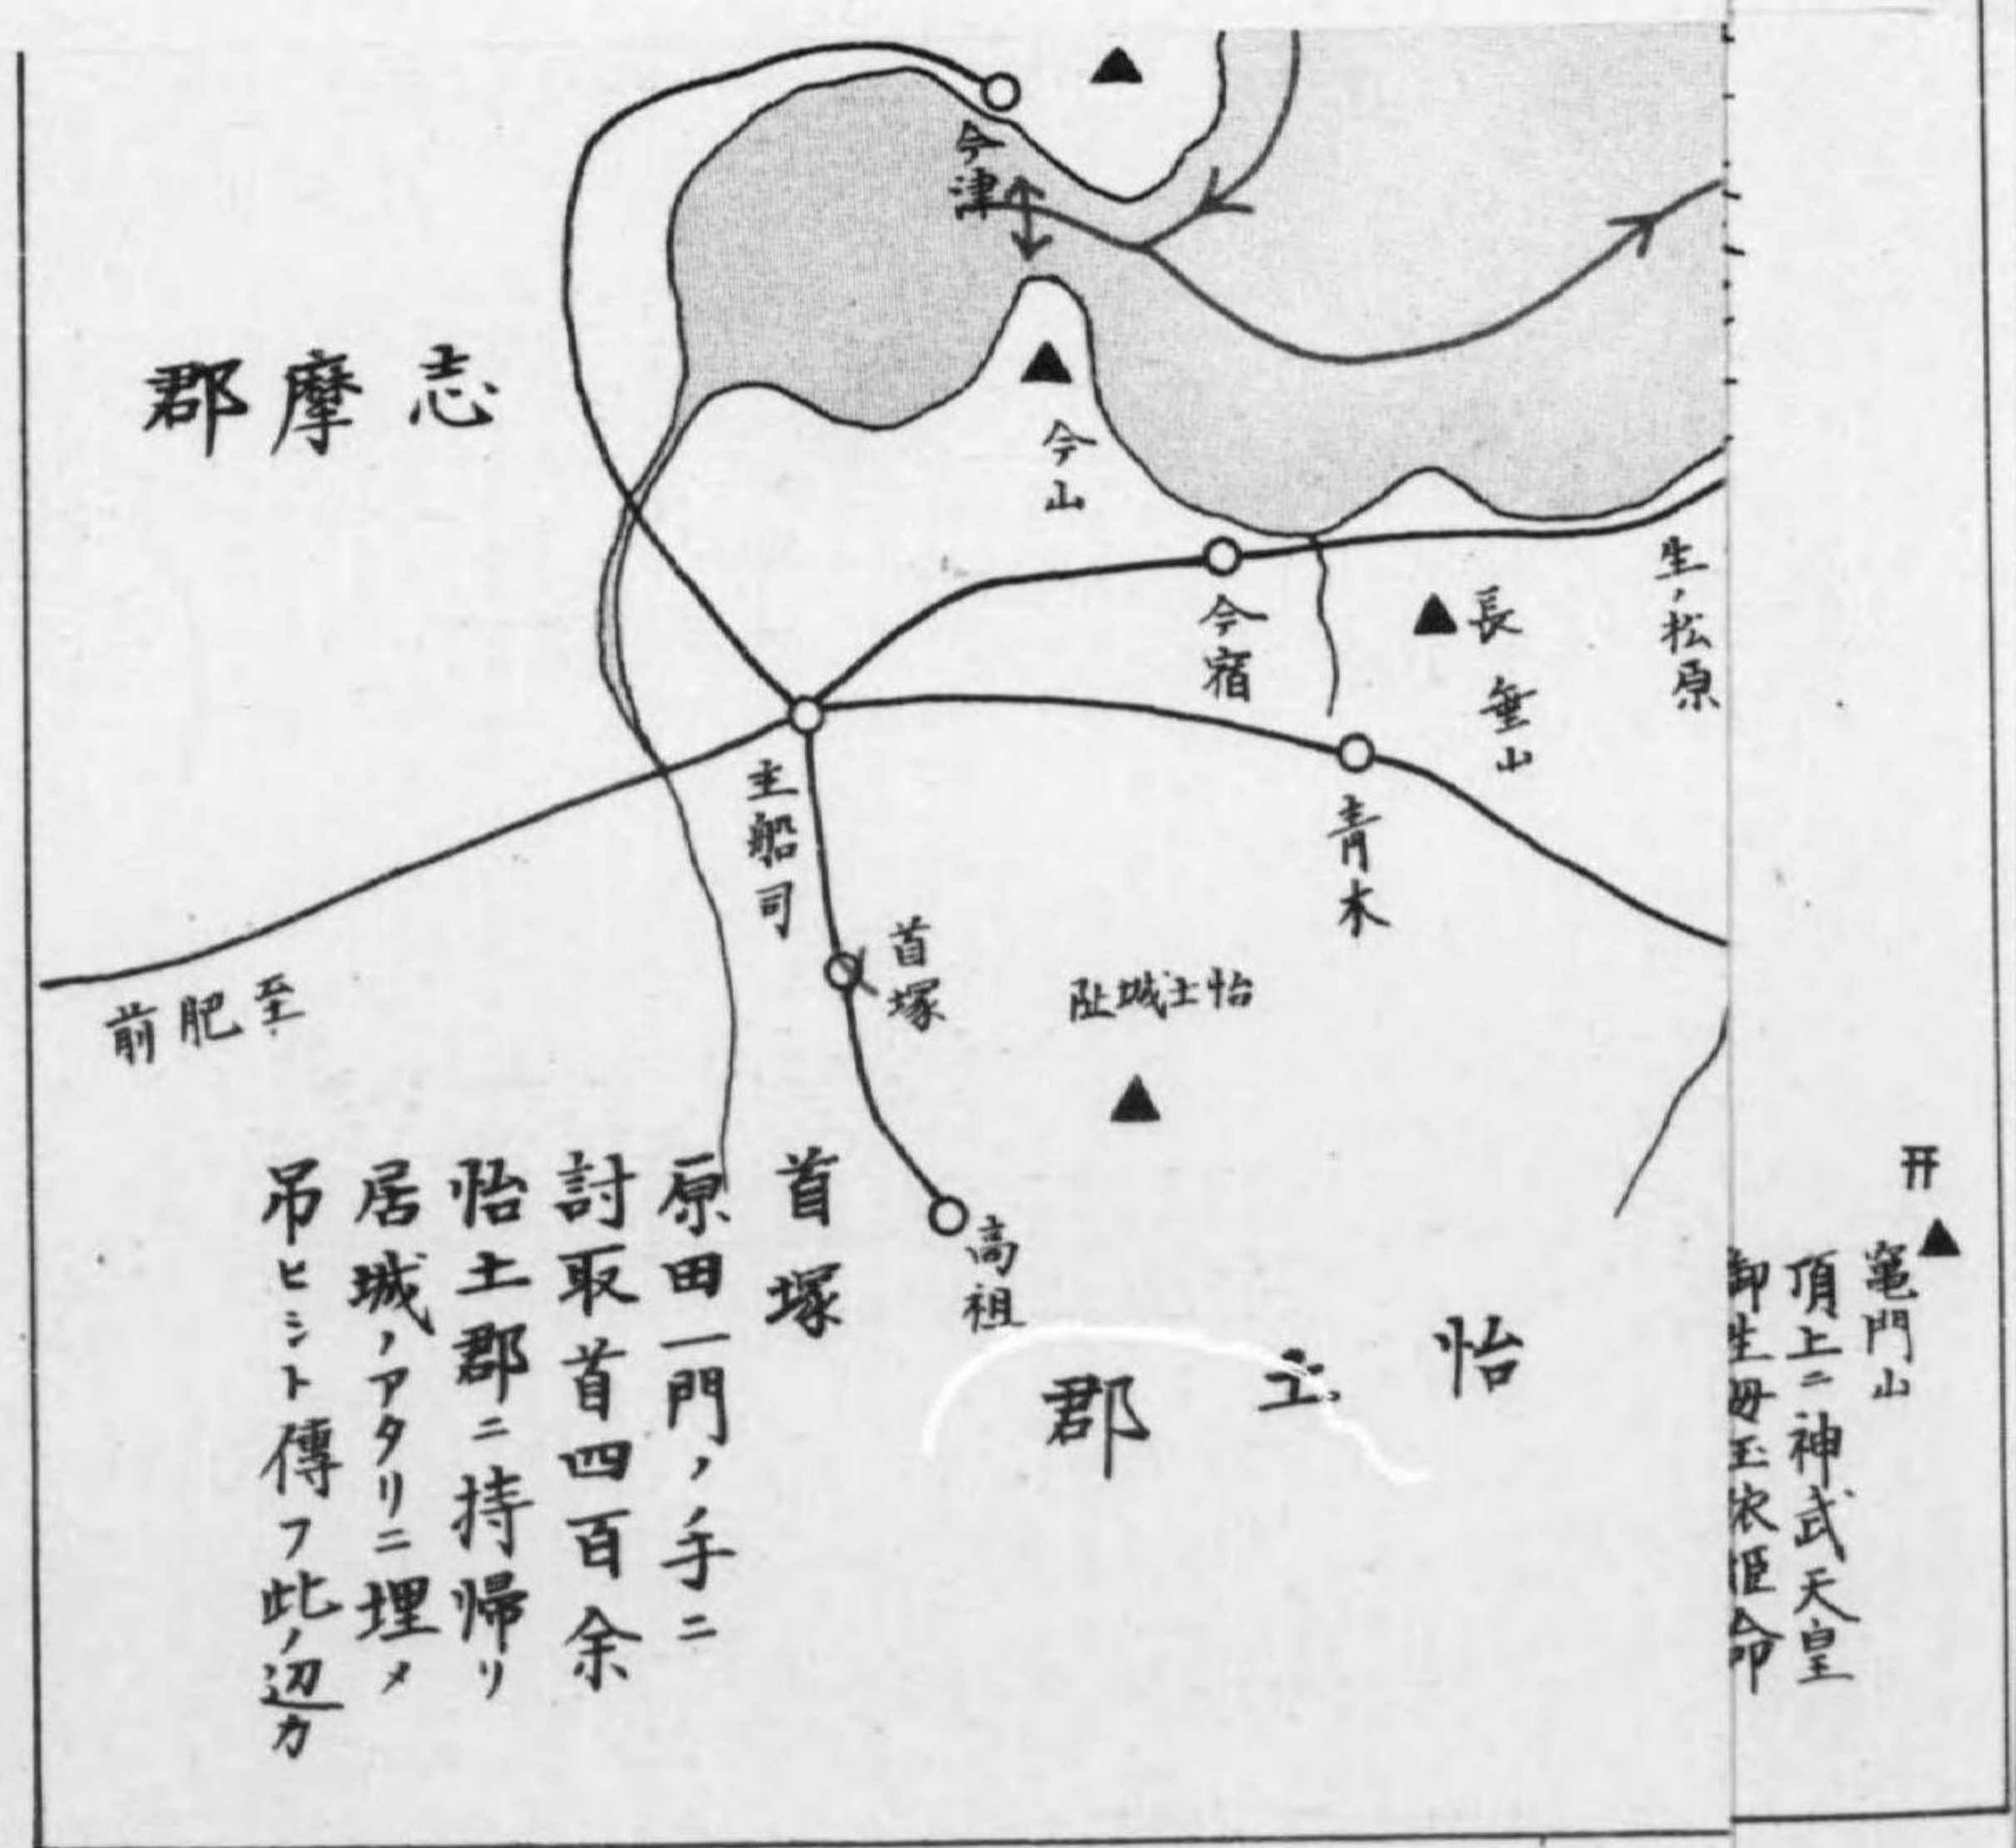 今津
志摩郡
今山
今宿
長垂山
生ノ松原
主船司
青木
首塚
怡土城址
至肥前
高祖
怡土郡
首塚
原田一門ノ手ニ
討取首四百余
怡土郡ニ持帰リ
居城ノアタリニ埋メ
吊ヒシト傳フ此ノ辺カ
竈門山
頂上ニ神武天皇
御生母玉依姫命